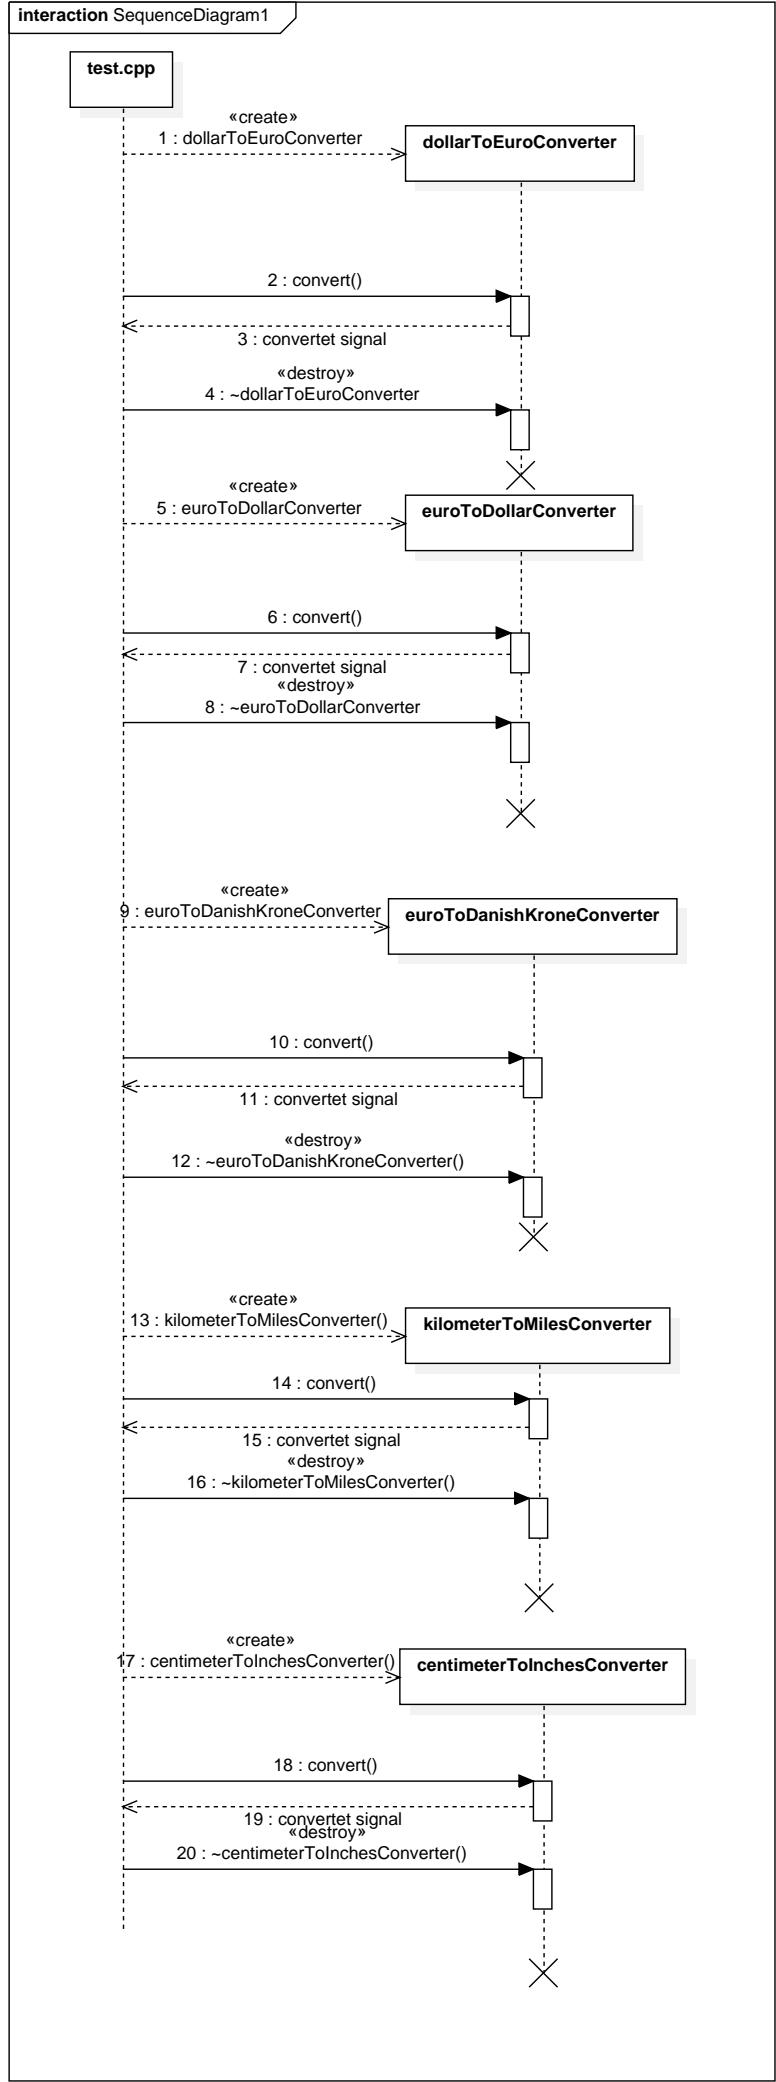 interaction SequenceDiagram1
test.cpp
«create»
1 : dollarToEuroConverter
dollarToEuroConverter
2 : convert()
3 : convertet signal
«destroy»
4 : ~dollarToEuroConverter
«create»
5 : euroToDollarConverter
euroToDollarConverter
6 : convert()
7 : convertet signal
«destroy»
8 : ~euroToDollarConverter
«create»
9 : euroToDanishKroneConverter
euroToDanishKroneConverter
10 : convert()
11 : convertet signal
«destroy»
12 : ~euroToDanishKroneConverter()
«create»
13 : kilometerToMilesConverter()
kilometerToMilesConverter
14 : convert()
15 : convertet signal
«destroy»
16 : ~kilometerToMilesConverter()
«create»
17 : centimeterToInchesConverter()
centimeterToInchesConverter
18 : convert()
19 : convertet signal
«destroy»
20 : ~centimeterToInchesConverter()